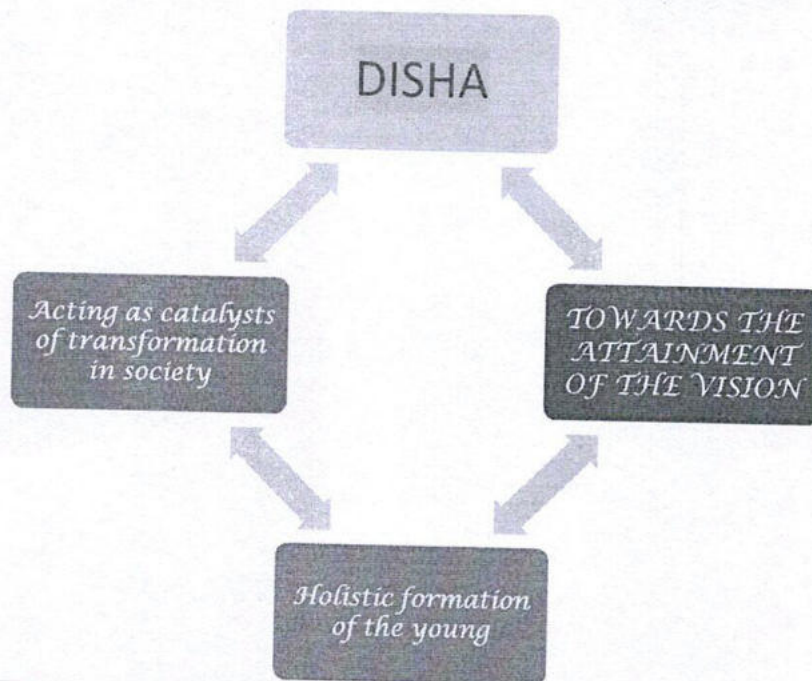 DISHA
Acting as catalysts
of transformation
in society
TOWARDS THE
ATTAINMENT
OF THE VISION
Holistic formation
of the young